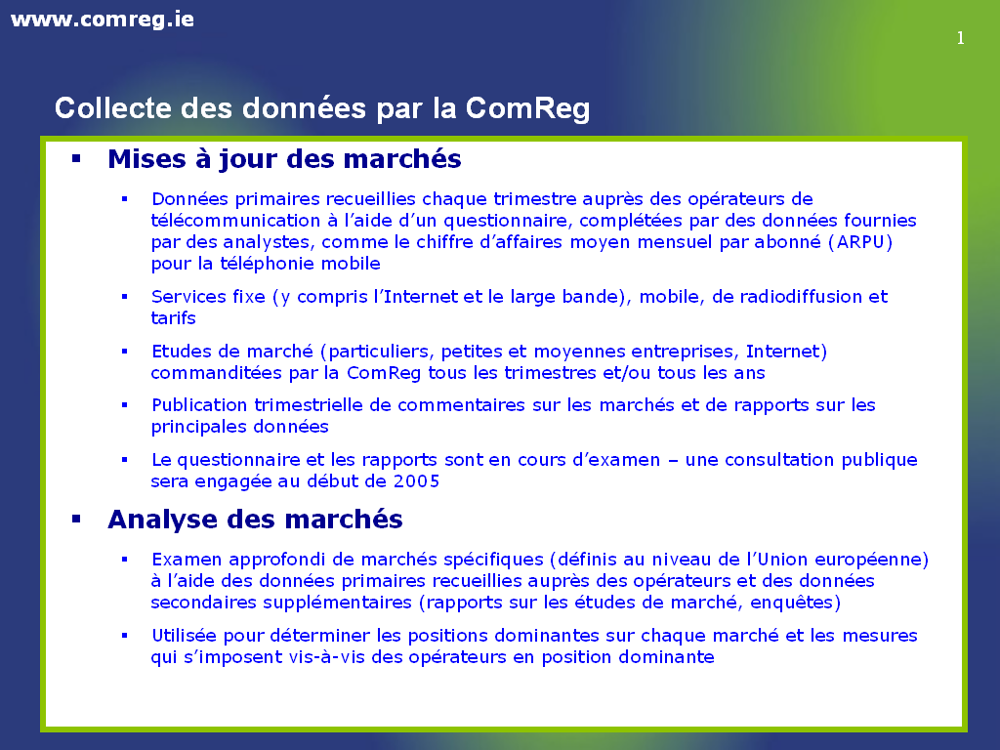 www.comreg.ie
1
Collecte des données par la ComReg
▪ Mises à jour des marchés
▪ Données primaires recueillies chaque trimestre auprès des opérateurs de
télécommunication à l’aide d’un questionnaire, complétées par des données fournies
par des analystes, comme le chiffre d’affaires moyen mensuel par abonné (ARPU)
pour la téléphonie mobile
▪ Services fixe (y compris l’Internet et le large bande), mobile, de radiodiffusion et
tarifs
▪ Etudes de marché (particuliers, petites et moyennes entreprises, Internet)
commanditées par la ComReg tous les trimestres et/ou tous les ans
▪ Publication trimestrielle de commentaires sur les marchés et de rapports sur les
principales données
▪ Le questionnaire et les rapports sont en cours d’examen – une consultation publique
sera engagée au début de 2005
▪ Analyse des marchés
▪ Examen approfondi de marchés spécifiques (définis au niveau de l’Union européenne)
à l’aide des données primaires recueillies auprès des opérateurs et des données
secondaires supplémentaires (rapports sur les études de marché, enquêtes)
▪ Utilisée pour déterminer les positions dominantes sur chaque marché et les mesures
qui s’imposent vis-à-vis des opérateurs en position dominante